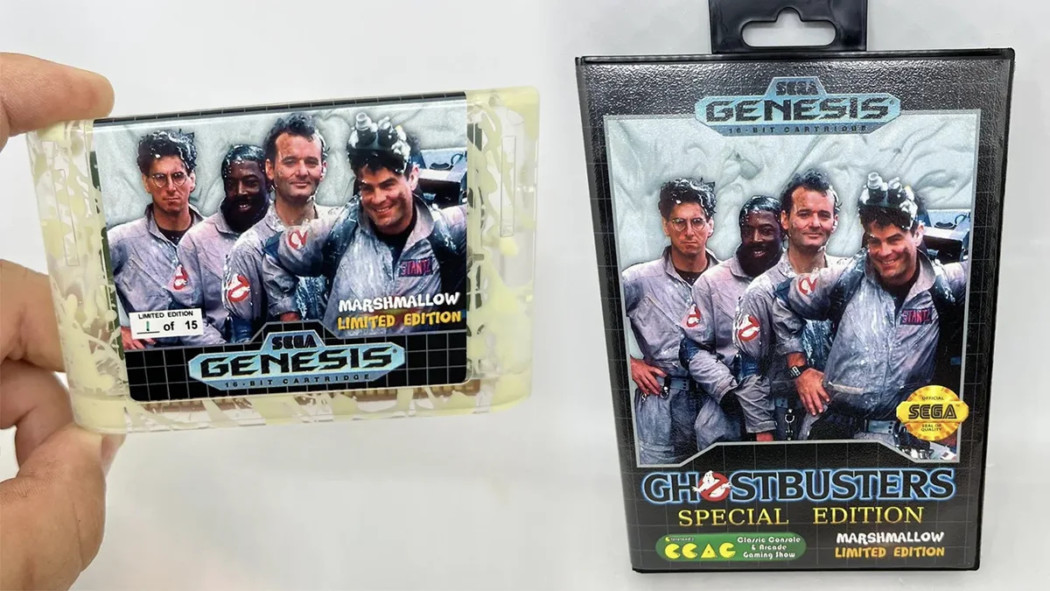 STANTZ
MARSHMALLOW
LIMITED EDITION
LIMITED EDITION
1 of 15
SEGA
GENESIS
16-BIT CARTRIDGE
SEGA
GENESIS
16-BIT CARTRIDGE
STANTZ
OFFICIAL
SEGA
SEAL OF
QUALITY
GHOSTBUSTERS
SPECIAL EDITION
CCAG
Classic Console
& Arcade
Gaming Show
MARSHMALLOW
LIMITED EDITION